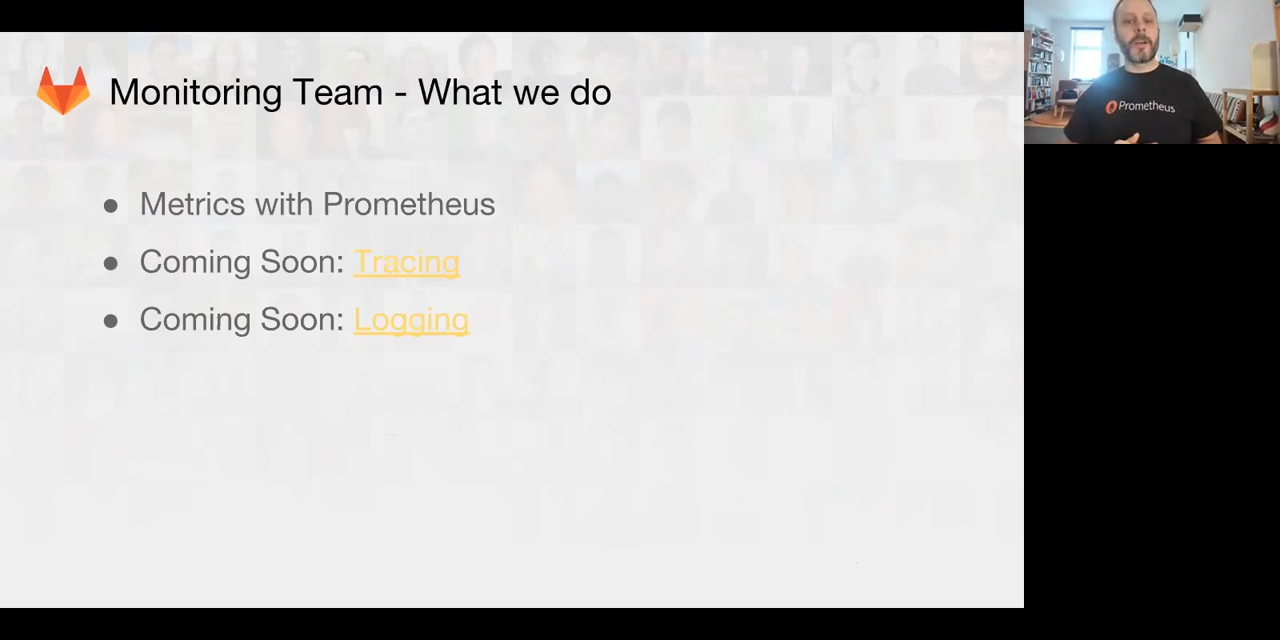 Monitoring Team - What we do
● Metrics with Prometheus
● Coming Soon: Tracing
● Coming Soon: Logging
Prometheus